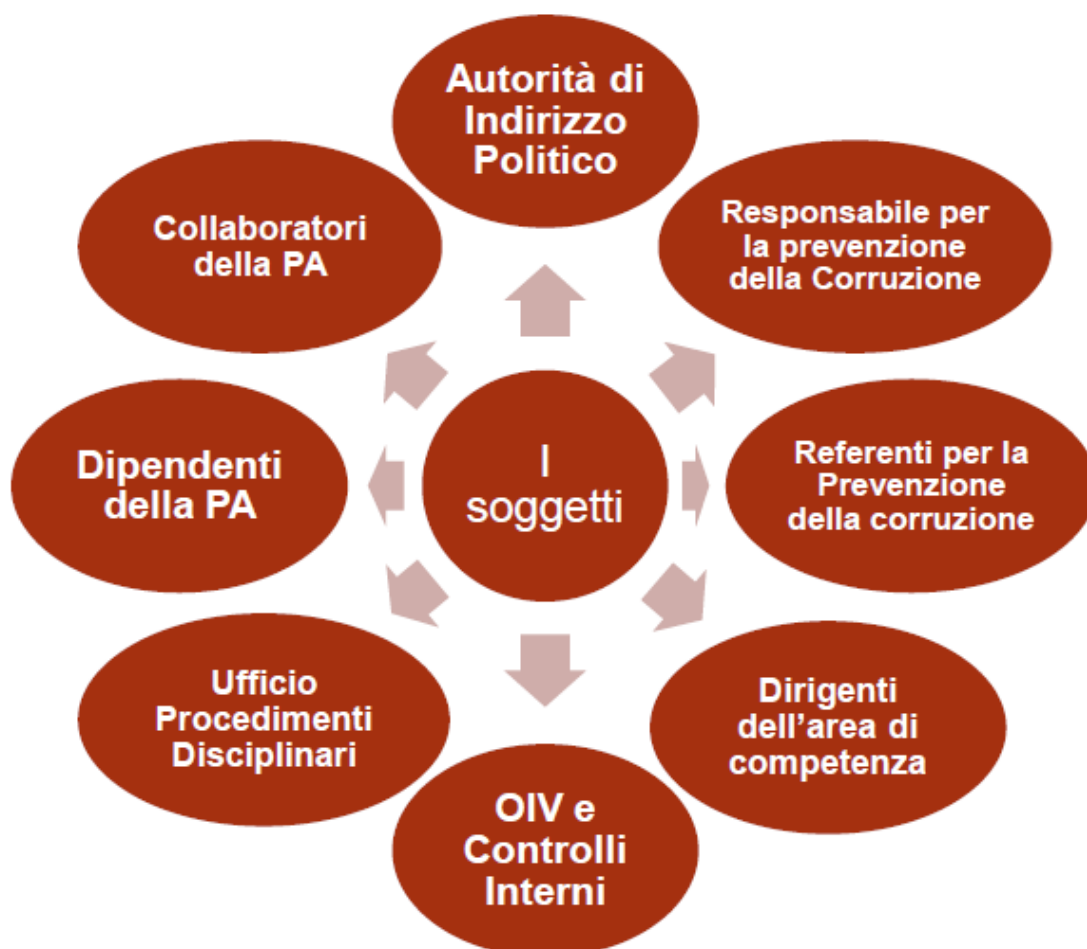 Autorità di
Indirizzo
Politico
Responsabile per
la prevenzione
della Corruzione
Referenti per la
Prevenzione
della corruzione
Dirigenti
dell’area di
competenza
OIV e
Controlli
Interni
Ufficio
Procedimenti
Disciplinari
Dipendenti
della PA
Collaboratori
della PA
I
soggetti